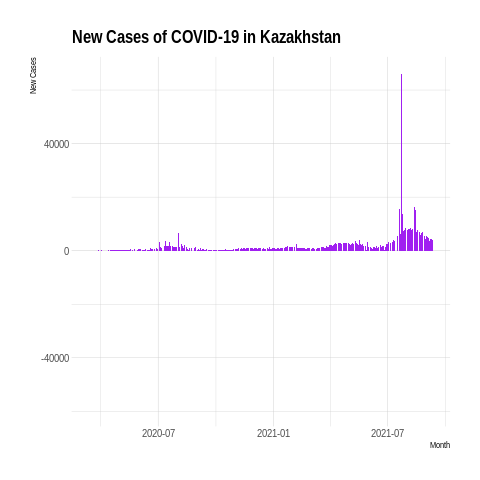 New Cases of COVID-19 in Kazakhstan
New Cases
40000
0
-40000
2020-07
2021-01
2021-07
Month